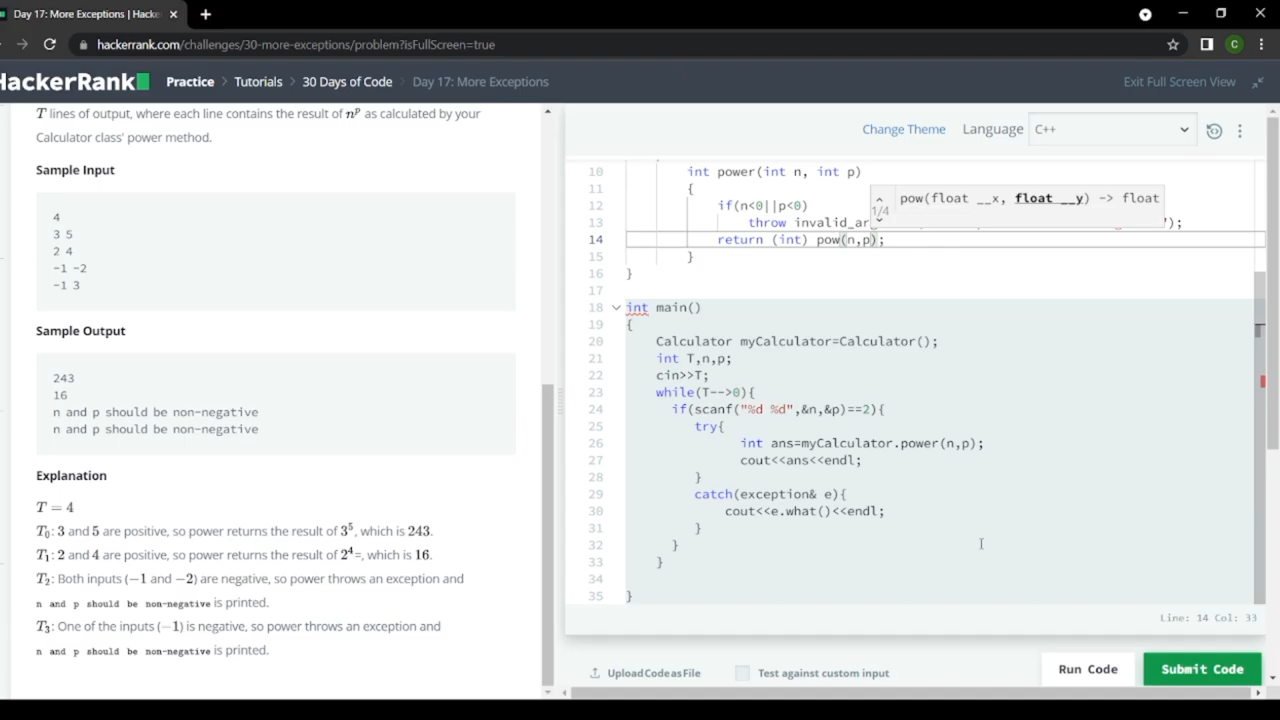 Day 17: More Exceptions | Hacke
hackerrank.com/challenges/30-more-exceptions/problem?isFullScreen=true
C
HackerRank
Practice > Tutorials > 30 Days of Code > Day 17: More Exceptions
Exit Full Screen View
T lines of output, where each line contains the result of n^p as calculated by your
Calculator class' power method.
Sample Input
4
3 5
2 4
-1 -2
-1 3
Sample Output
243
16
n and p should be non-negative
n and p should be non-negative
Explanation
T = 4
T0: 3 and 5 are positive, so power returns the result of 3^5, which is 243.
T1: 2 and 4 are positive, so power returns the result of 2^4=, which is 16.
T2: Both inputs (−1 and −2) are negative, so power throws an exception and
n and p should be non-negative is printed.
T3: One of the inputs (−1) is negative, so power throws an exception and
n and p should be non-negative is printed.
Change Theme Language C++
10 int power(int n, int p)
11 {
12 if(n<0||p<0)
13 throw invalid_ar ");
1/4 pow(float __x, float __y) -> float
14 return (int) pow(n,p);
15 }
16 }
17
18 int main()
19 {
20 Calculator myCalculator=Calculator();
21 int T,n,p;
22 cin>>T;
23 while(T-->0){
24 if(scanf("%d %d",&n,&p)==2){
25 try{
26 int ans=myCalculator.power(n,p);
27 cout<<ans<<endl;
28 }
29 catch(exception& e){
30 cout<<e.what()<<endl;
31 }
32 }
33 }
34
35 }
Line: 14 Col: 33
Upload Code as File Test against custom input Run Code Submit Code